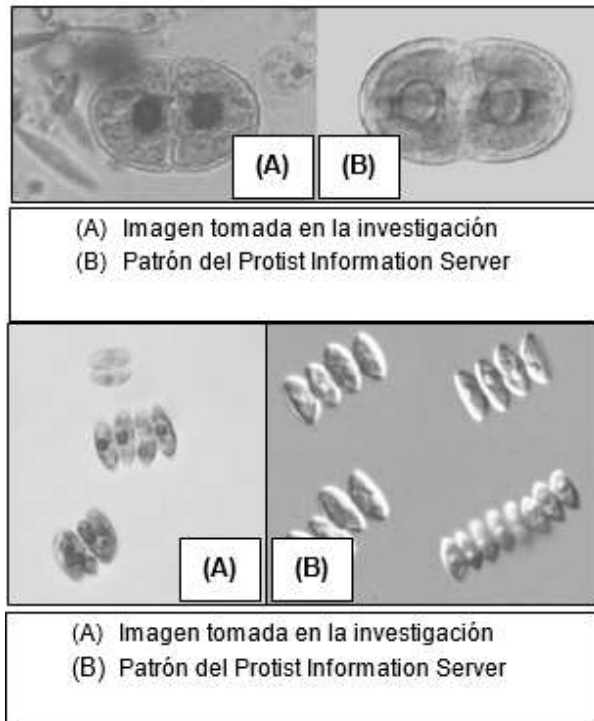 (A)
(B)
(A) Imagen tomada en la investigación
(B) Patrón del Protist Information Server
(A)
(B)
(A) Imagen tomada en la investigación
(B) Patrón del Protist Information Server